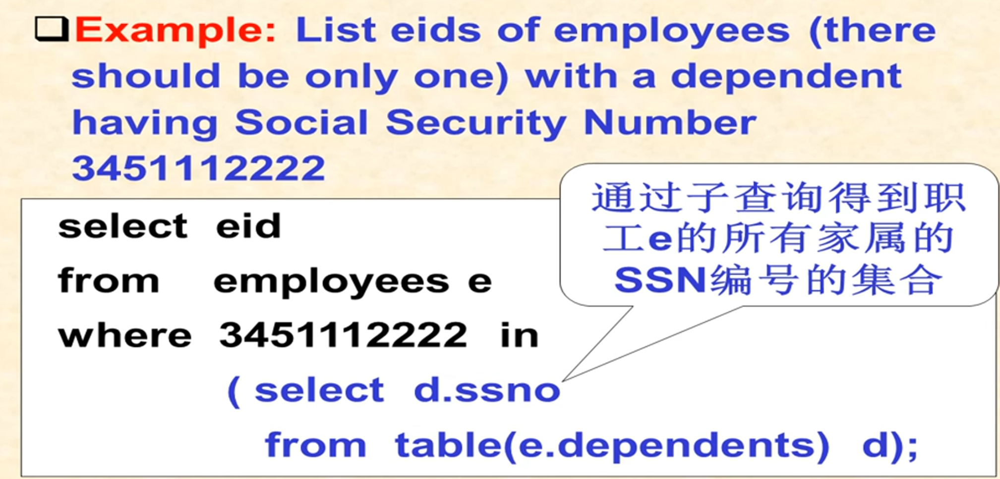 Example: List eids of employees (there
should be only one) with a dependent
having Social Security Number
3451112222
通过子查询得到职
工e的所有家属的
SSN编号的集合
select eid
from employees e
where 3451112222 in
( select d.ssno
from table(e.dependents) d);